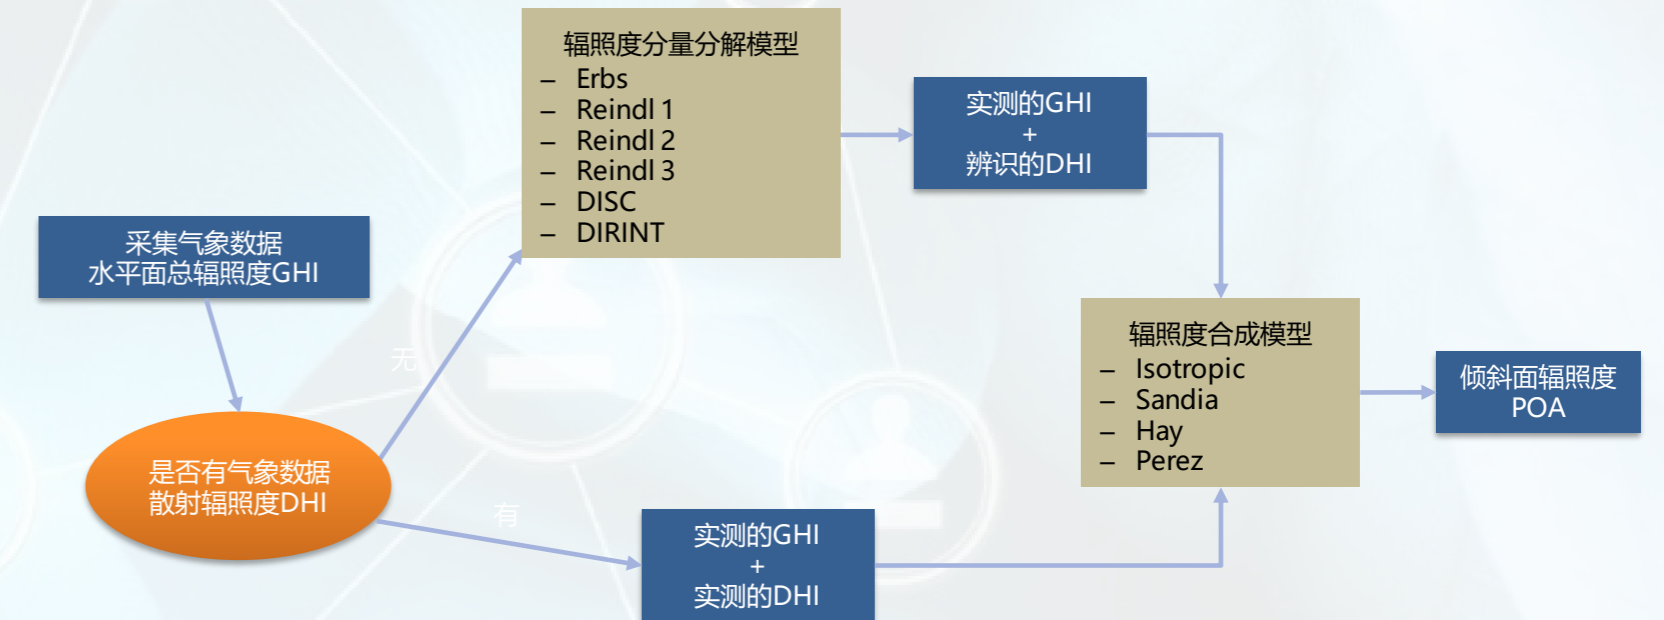 采集气象数据
水平面总辐照度GHI
是否有气象数据
散射辐照度DHI
无
有
辐照度分量分解模型
– Erbs
– Reindl 1
– Reindl 2
– Reindl 3
– DISC
– DIRINT
实测的GHI
+
辨识的DHI
实测的GHI
+
实测的DHI
辐照度合成模型
– Isotropic
– Sandia
– Hay
– Perez
倾斜面辐照度
POA